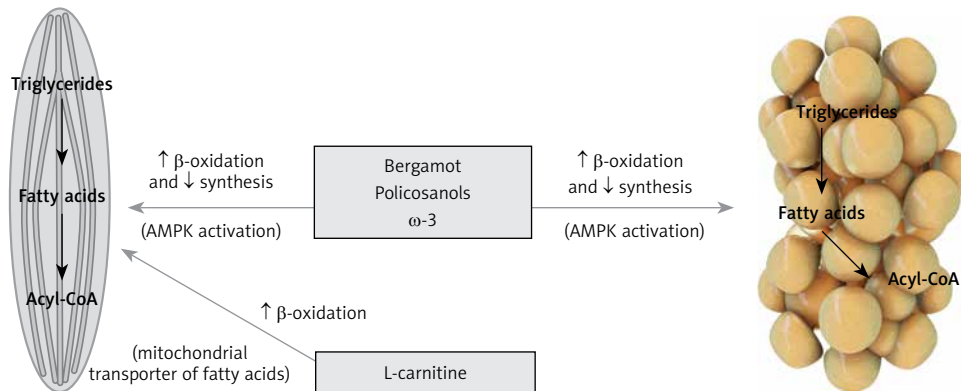 Triglycerides
Fatty acids
Acyl-CoA
↑ β-oxidation
and ↓ synthesis
(AMPK activation)
Bergamot
Policosanols
ω-3
↑ β-oxidation
and ↓ synthesis
(AMPK activation)
Triglycerides
Fatty acids
Acyl-CoA
↑ β-oxidation
(mitochondrial
transporter of fatty acids)
L-carnitine